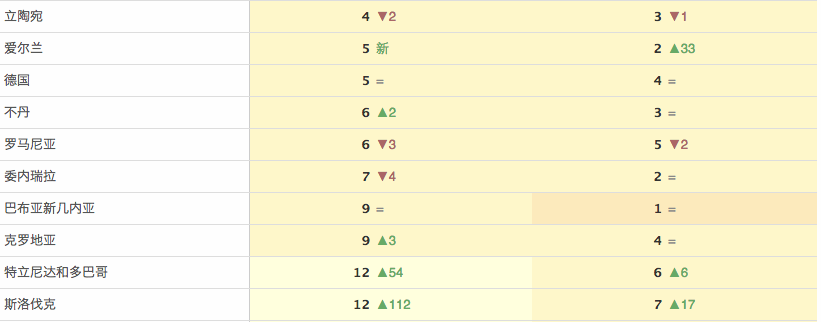 立陶宛 4 ▼2 3 ▼1
爱尔兰 5 新 2 ▲33
德国 5 = 4 =
不丹 6 ▲2 3 =
罗马尼亚 6 ▼3 5 ▼2
委内瑞拉 7 ▼4 2 =
巴布亚新几内亚 9 = 1 =
克罗地亚 9 ▲3 4 =
特立尼达和多巴哥 12 ▲54 6 ▲6
斯洛伐克 12 ▲112 7 ▲17